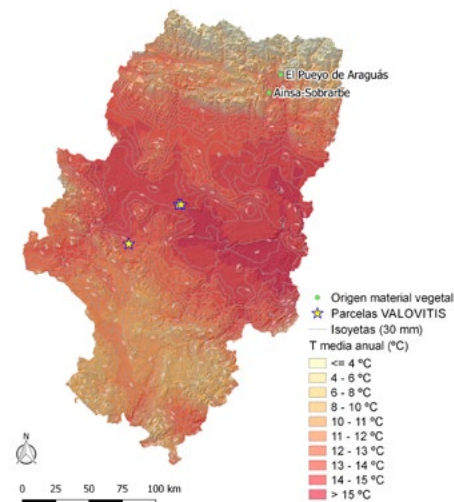 El Pueyo de Araguás
Aínsa-Sobrarbe
Origen material vegetal
Parcelas VALOVITIS
Isoyetas (30 mm)
T media anual (ºC)
<= 4 ºC
4 - 6 ºC
6 - 8 ºC
8 - 10 ºC
10 - 11 ºC
11 - 12 ºC
12 - 13 ºC
13 - 14 ºC
14 - 15 ºC
> 15 ºC
N
0 25 50 75 100 km